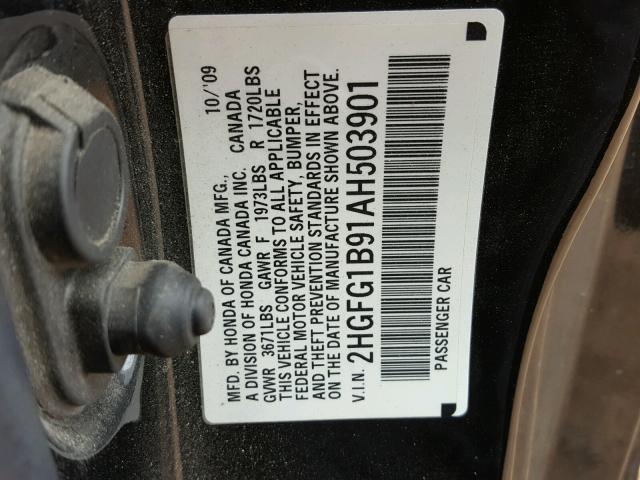 MFD. BY HONDA OF CANADA MFG., 10/'09
A DIVISION OF HONDA CANADA INC. CANADA
GVWR 3671LBS GAWR F 1973LBS R 1720LBS
THIS VEHICLE CONFORMS TO ALL APPLICABLE
FEDERAL MOTOR VEHICLE SAFETY, BUMPER,
AND THEFT PREVENTION STANDARDS IN EFFECT
ON THE DATE OF MANUFACTURE SHOWN ABOVE.
V.I.N. 2HGFG1B91AH503901
PASSENGER CAR